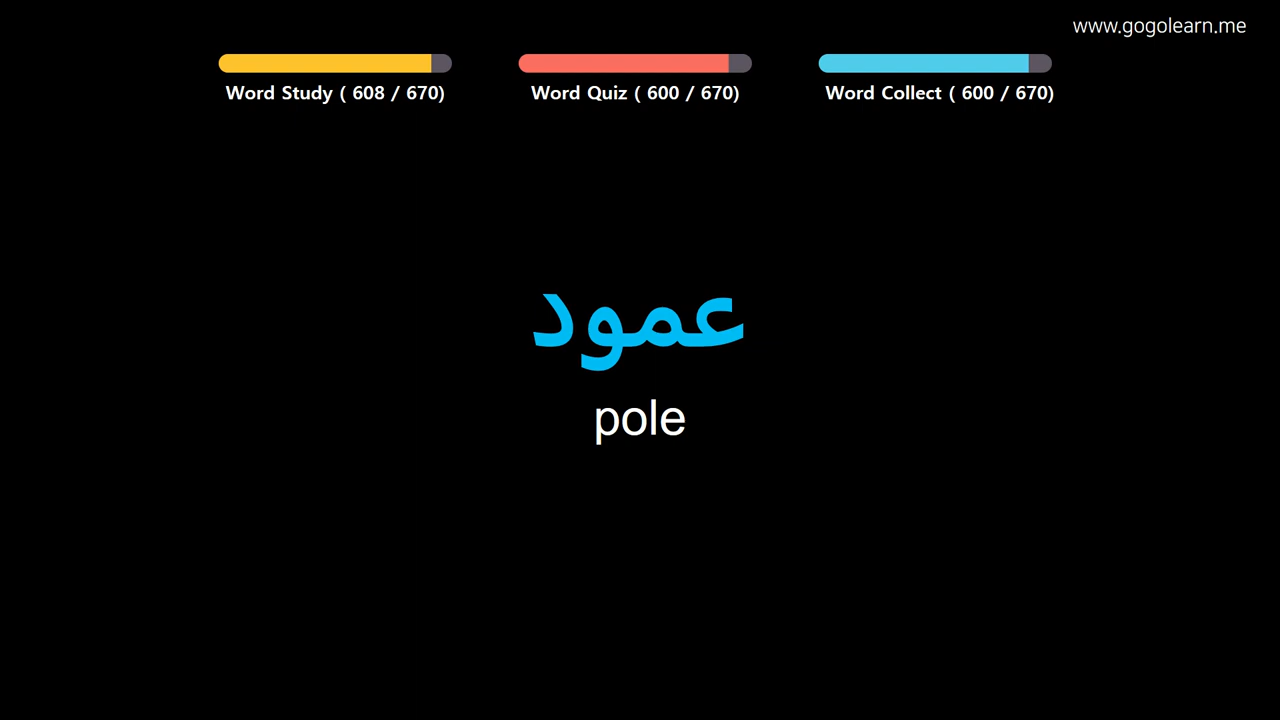 www.gogolearn.me
Word Study ( 608 / 670)
Word Quiz ( 600 / 670)
Word Collect ( 600 / 670)
عمود
pole